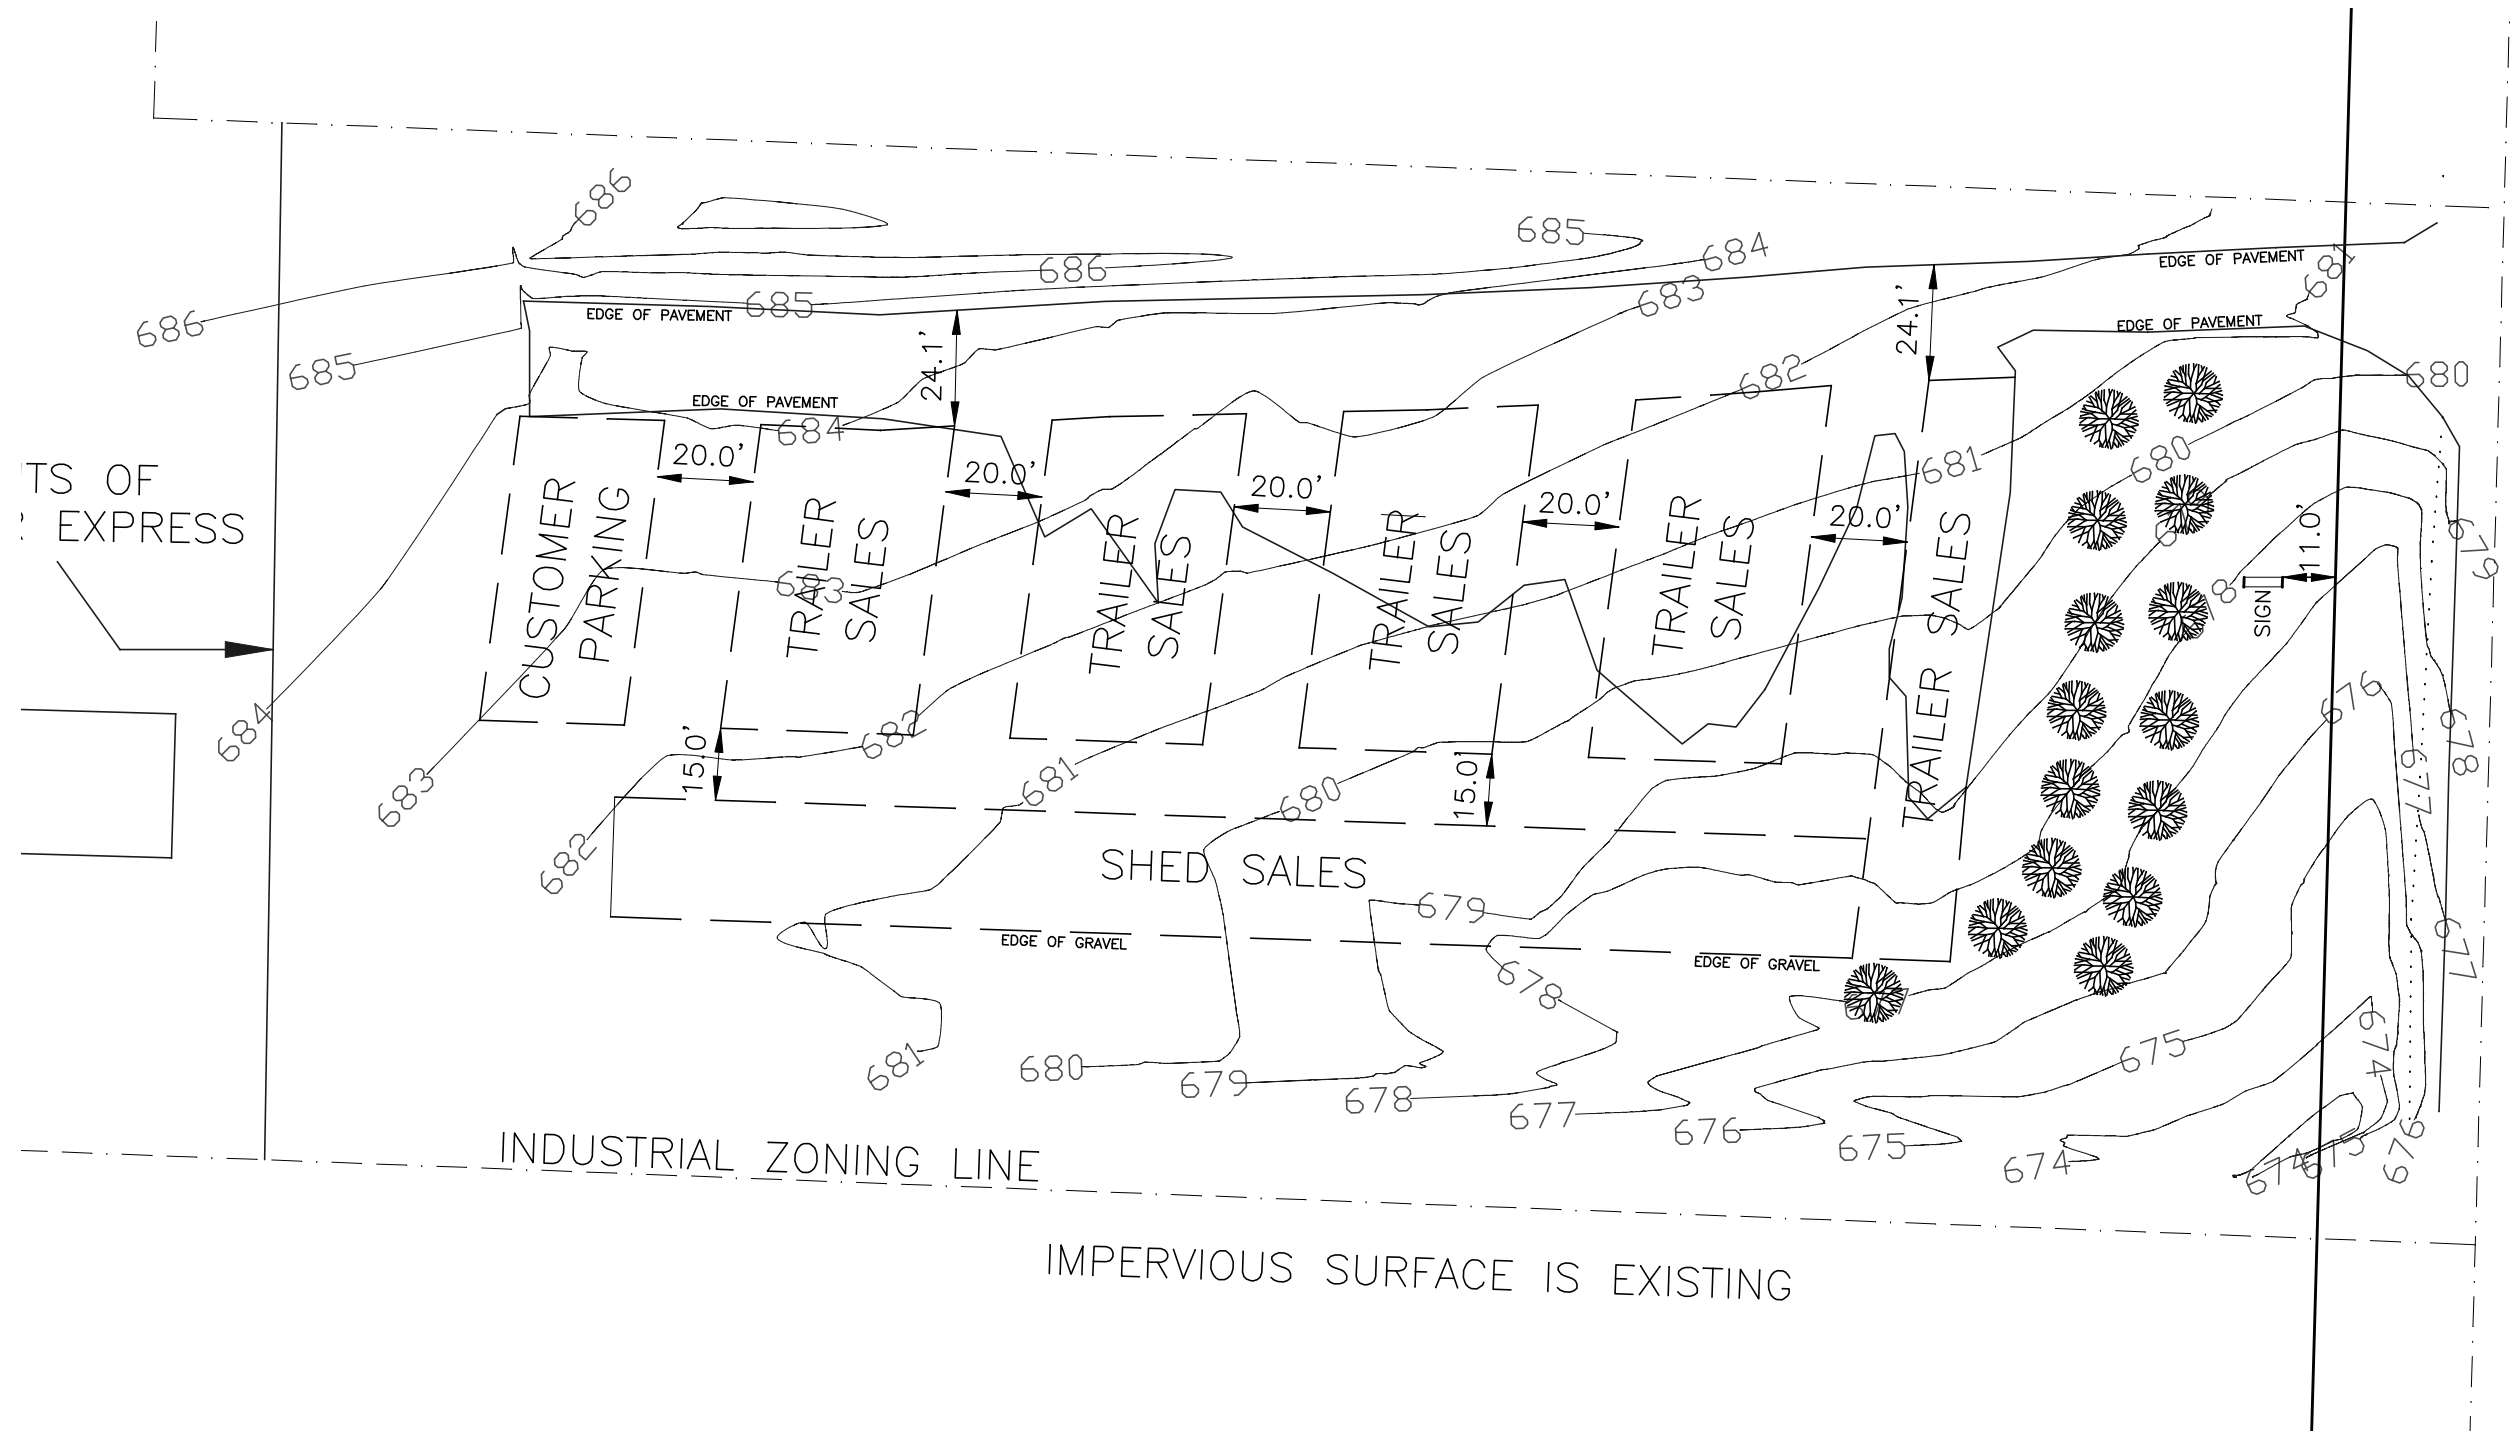 686
685
684
686
EDGE OF PAVEMENT
681
685
683
EDGE OF PAVEMENT
686
EDGE OF PAVEMENT
24.1'
24.1'
685
682
680
EDGE OF PAVEMENT
684
20.0'
20.0'
20.0'
20.0'
20.0'
681
680
TS OF
EXPRESS
CUSTOMER
PARKING
TRAILER
SALES
TRAILER
SALES
TRAILER
SALES
TRAILER
SALES
TRAILER SALES
683
11.0'
SIGN
679
678
677
676
684
683
682
682
681
680
15.0'
15.0'
SHED SALES
679
678
EDGE OF GRAVEL
EDGE OF GRAVEL
677
674
675
681
680
679
678
677
676
675
674
674
675
676
INDUSTRIAL ZONING LINE
IMPERVIOUS SURFACE IS EXISTING